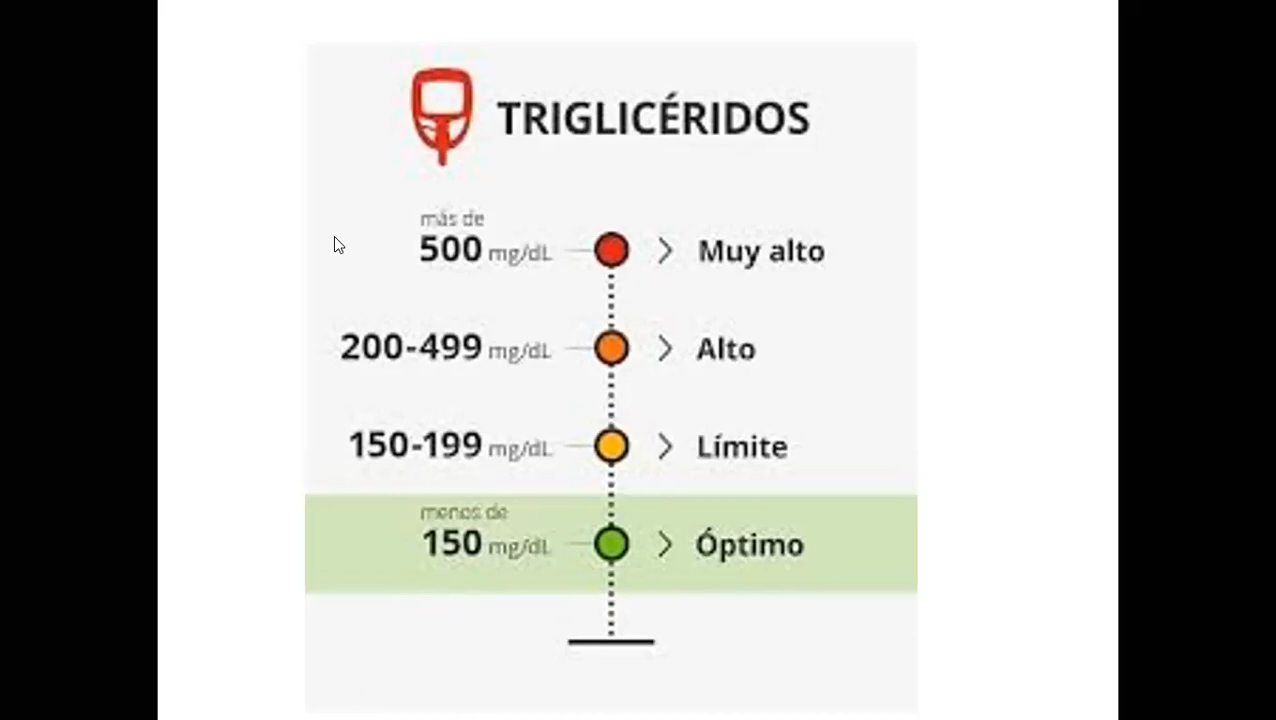 TRIGLICÉRIDOS
más de
500 mg/dL > Muy alto
200-499 mg/dL > Alto
150-199 mg/dL > Límite
menos de
150 mg/dL > Óptimo